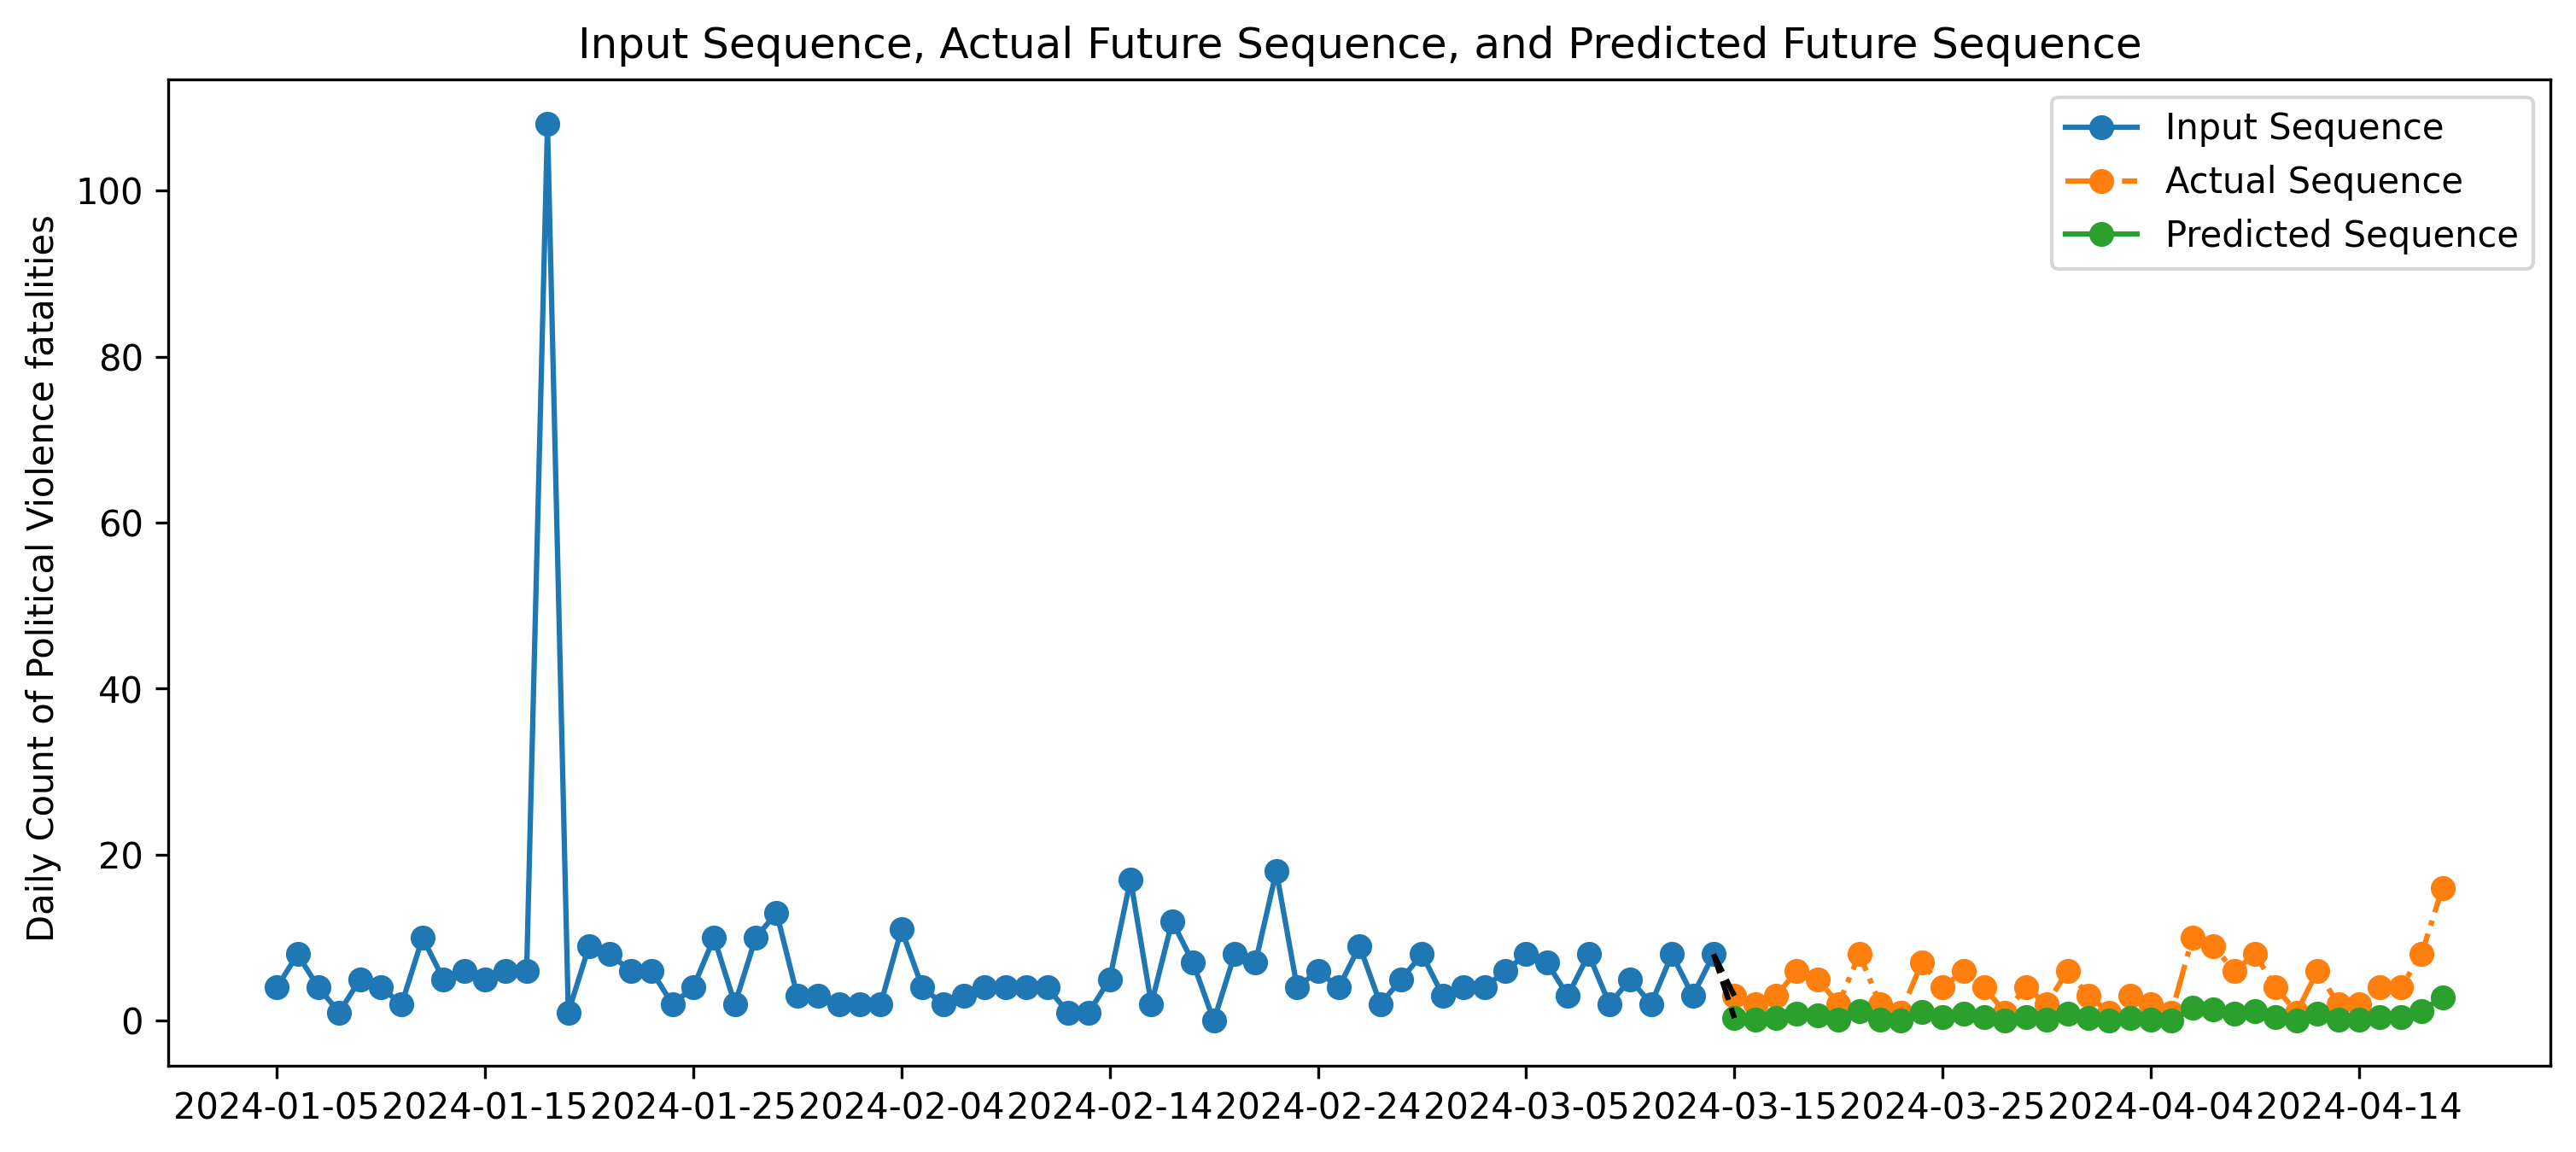 Input Sequence, Actual Future Sequence, and Predicted Future Sequence
Daily Count of Political Violence fatalities
100
80
60
40
20
0
Input Sequence
Actual Sequence
Predicted Sequence
2024-01-05 2024-01-15 2024-01-25 2024-02-04 2024-02-14 2024-02-24 2024-03-05 2024-03-15 2024-03-25 2024-04-04 2024-04-14